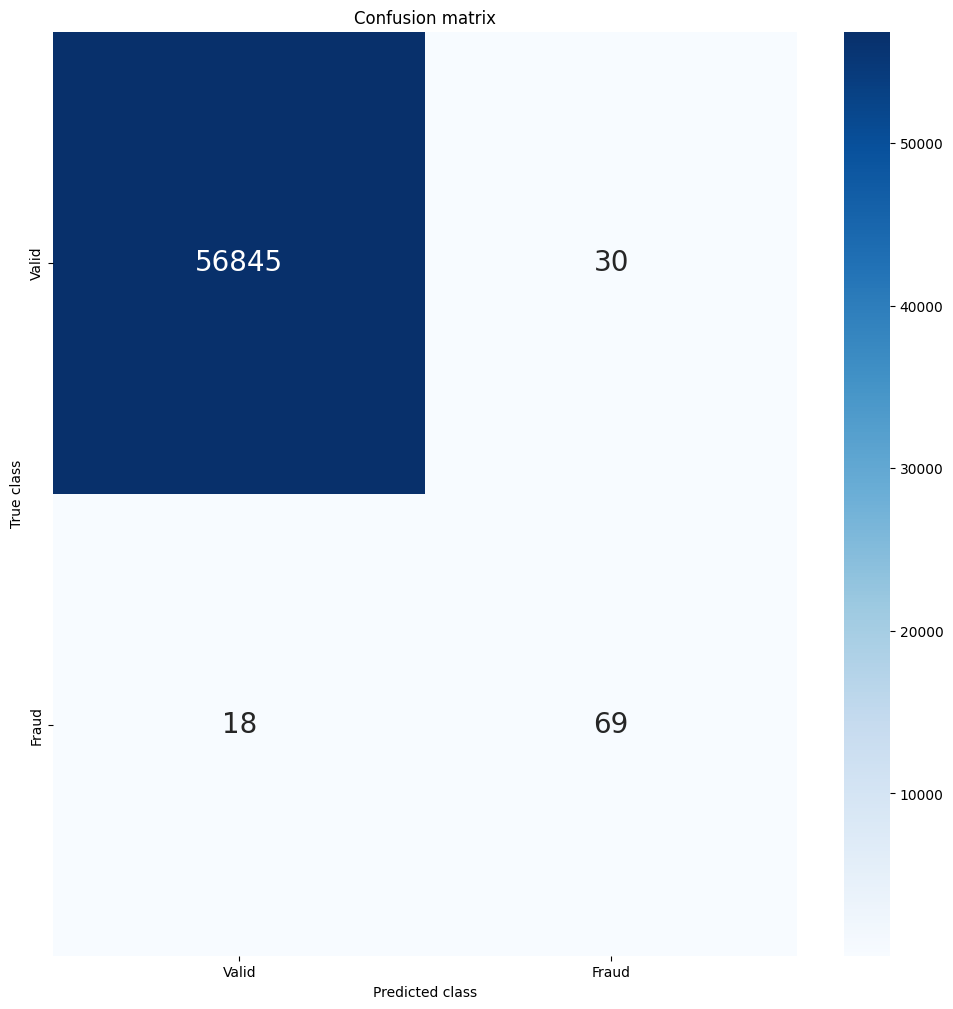 Confusion matrix
Valid
56845
30
Fraud
18
69
True class
Valid
Fraud
Predicted class
50000
40000
30000
20000
10000